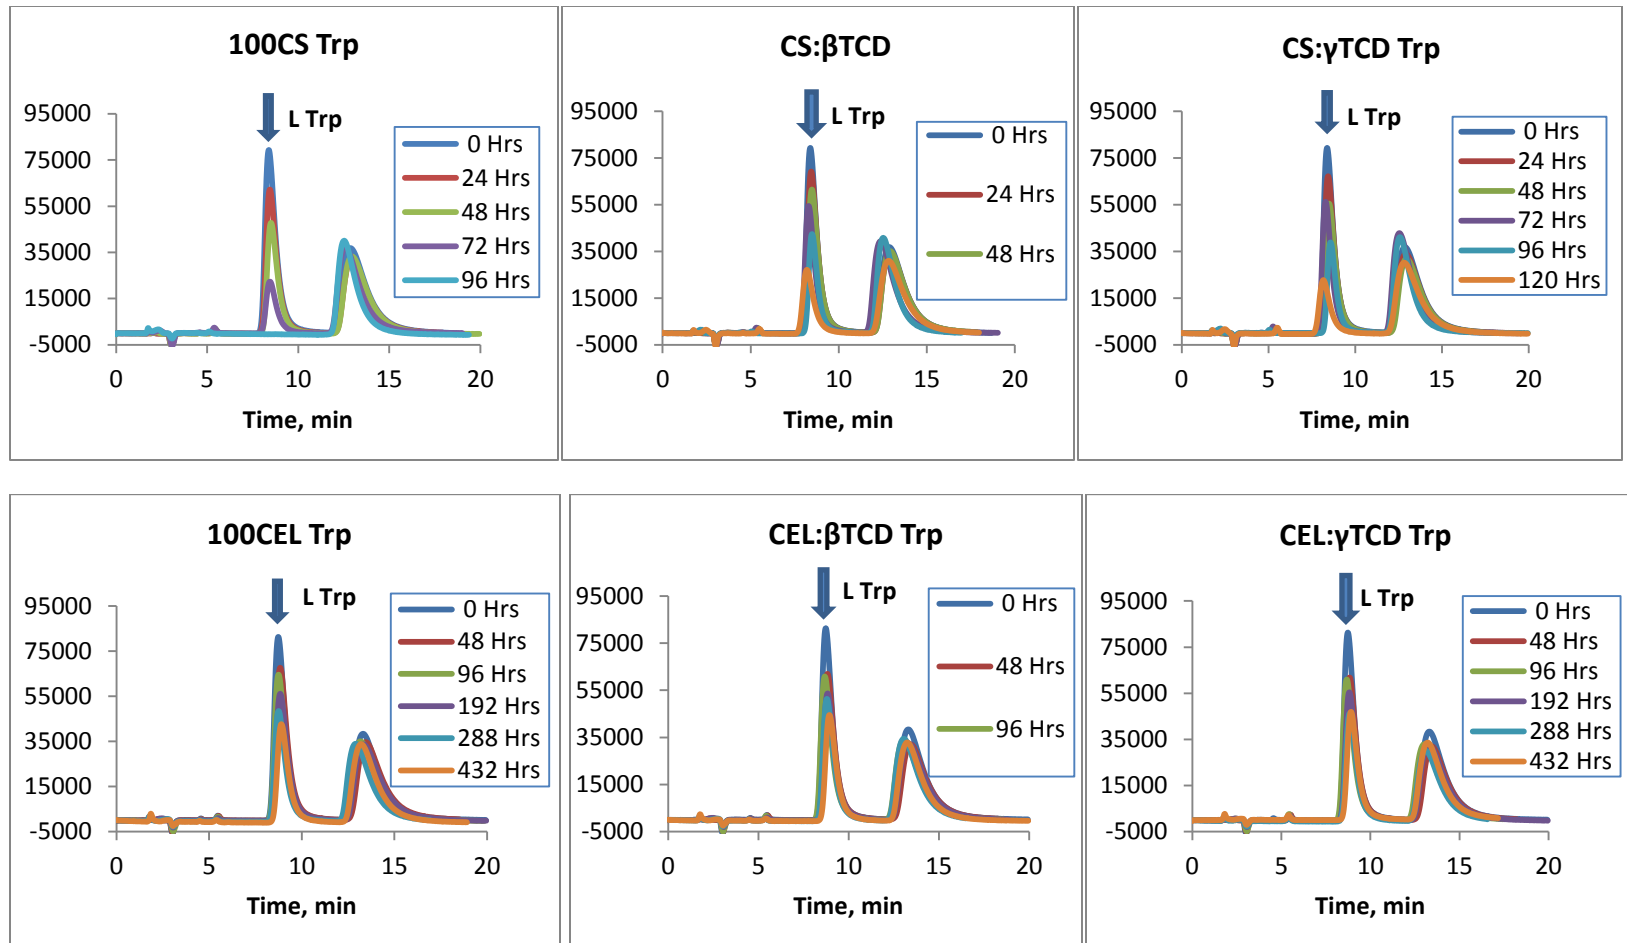 100CS Trp
L Trp
95000
75000
55000
35000
15000
-5000
0 5 10 15 20
Time, min
0 Hrs
24 Hrs
48 Hrs
72 Hrs
96 Hrs
CS:βTCD
L Trp
95000
75000
55000
35000
15000
-5000
0 5 10 15 20
Time, min
0 Hrs
24 Hrs
48 Hrs
CS:γTCD Trp
L Trp
95000
75000
55000
35000
15000
-5000
0 5 10 15 20
Time, min
0 Hrs
24 Hrs
48 Hrs
72 Hrs
96 Hrs
120 Hrs
100CEL Trp
L Trp
95000
75000
55000
35000
15000
-5000
0 5 10 15 20
Time, min
0 Hrs
48 Hrs
96 Hrs
192 Hrs
288 Hrs
432 Hrs
CEL:βTCD Trp
L Trp
95000
75000
55000
35000
15000
-5000
0 5 10 15 20
Time, min
0 Hrs
48 Hrs
96 Hrs
CEL:γTCD Trp
L Trp
95000
75000
55000
35000
15000
-5000
0 5 10 15 20
Time, min
0 Hrs
48 Hrs
96 Hrs
192 Hrs
288 Hrs
432 Hrs